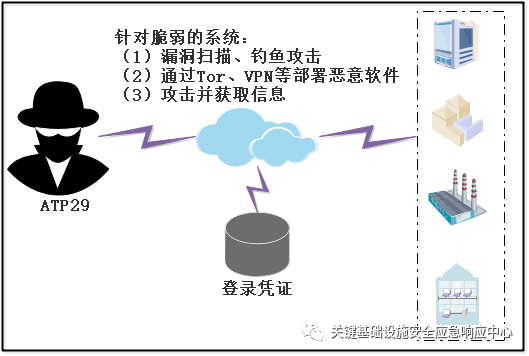 针对脆弱的系统：
（1）漏洞扫描、钓鱼攻击
（2）通过Tor、VPN等部署恶意软件
（3）攻击并获取信息
ATP29
登录凭证
关键基础设施安全应急响应中心